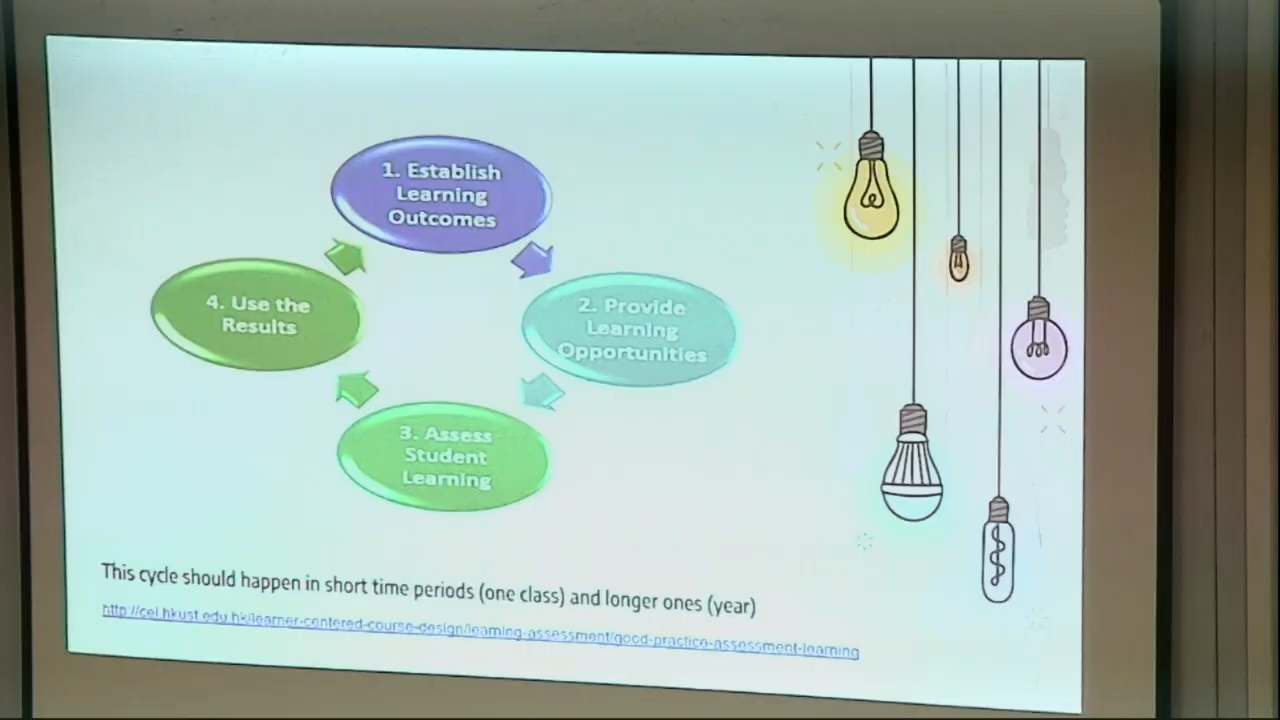 1. Establish
Learning
Outcomes
2. Provide
Learning
Opportunities
3. Assess
Student
Learning
4. Use the
Results
This cycle should happen in short time periods (one class) and longer ones (year)
http://cei.hkust.edu.hk/learner-centered-course-design/learning-assessment/good-practice-assessment-learning